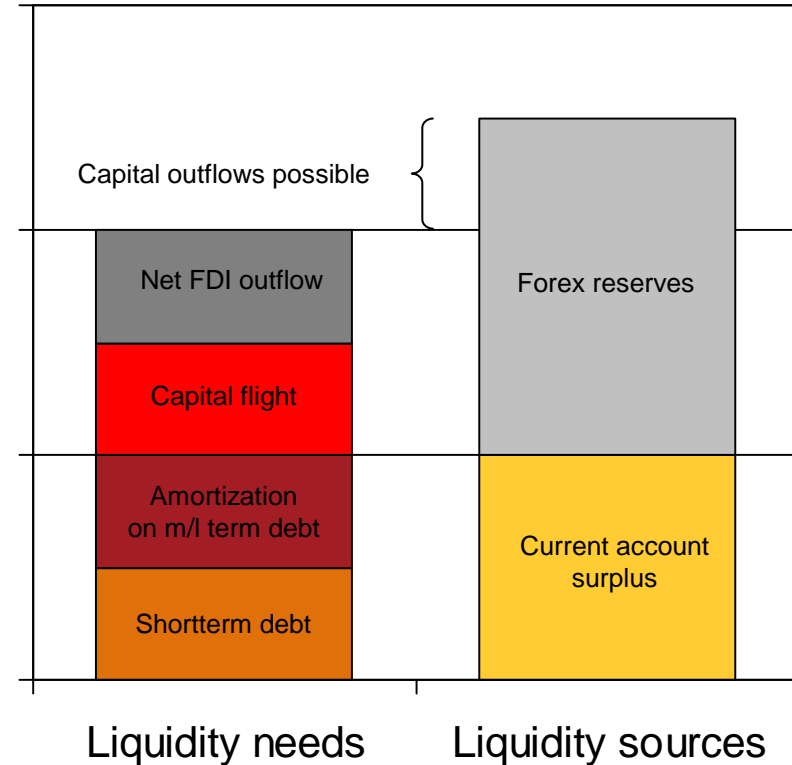 Capital outflows possible
Net FDI outflow
Forex reserves
Capital flight
Amortization
on m/l term debt
Current account
surplus
Shortterm debt
Liquidity needs
Liquidity sources